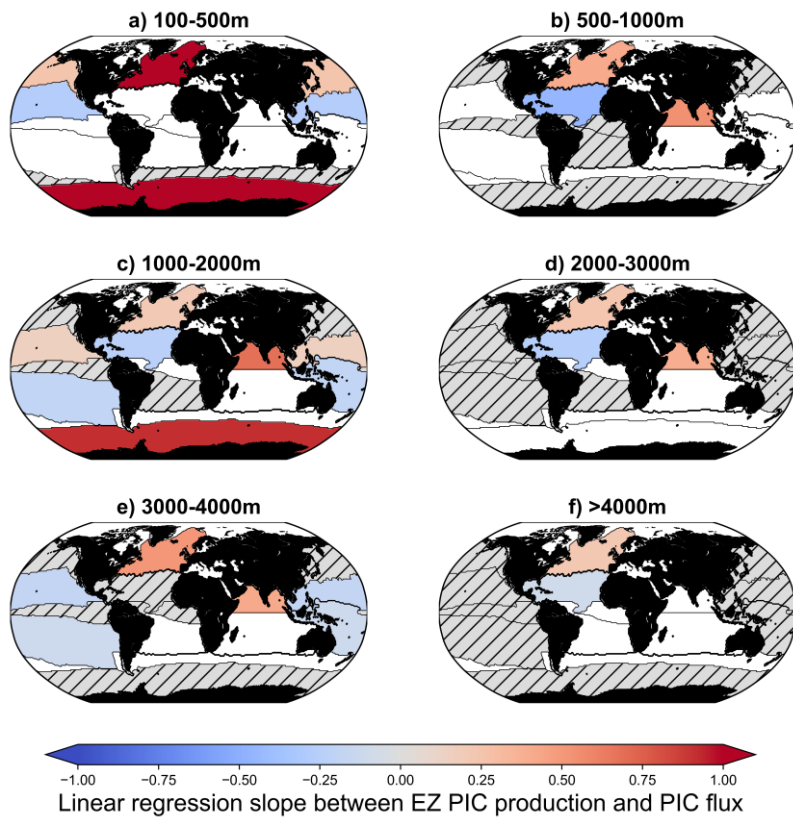 a) 100-500m
b) 500-1000m
c) 1000-2000m
d) 2000-3000m
e) 3000-4000m
f) >4000m
−1.00 −0.75 −0.50 −0.25 0.00 0.25 0.50 0.75 1.00
Linear regression slope between EZ PIC production and PIC flux